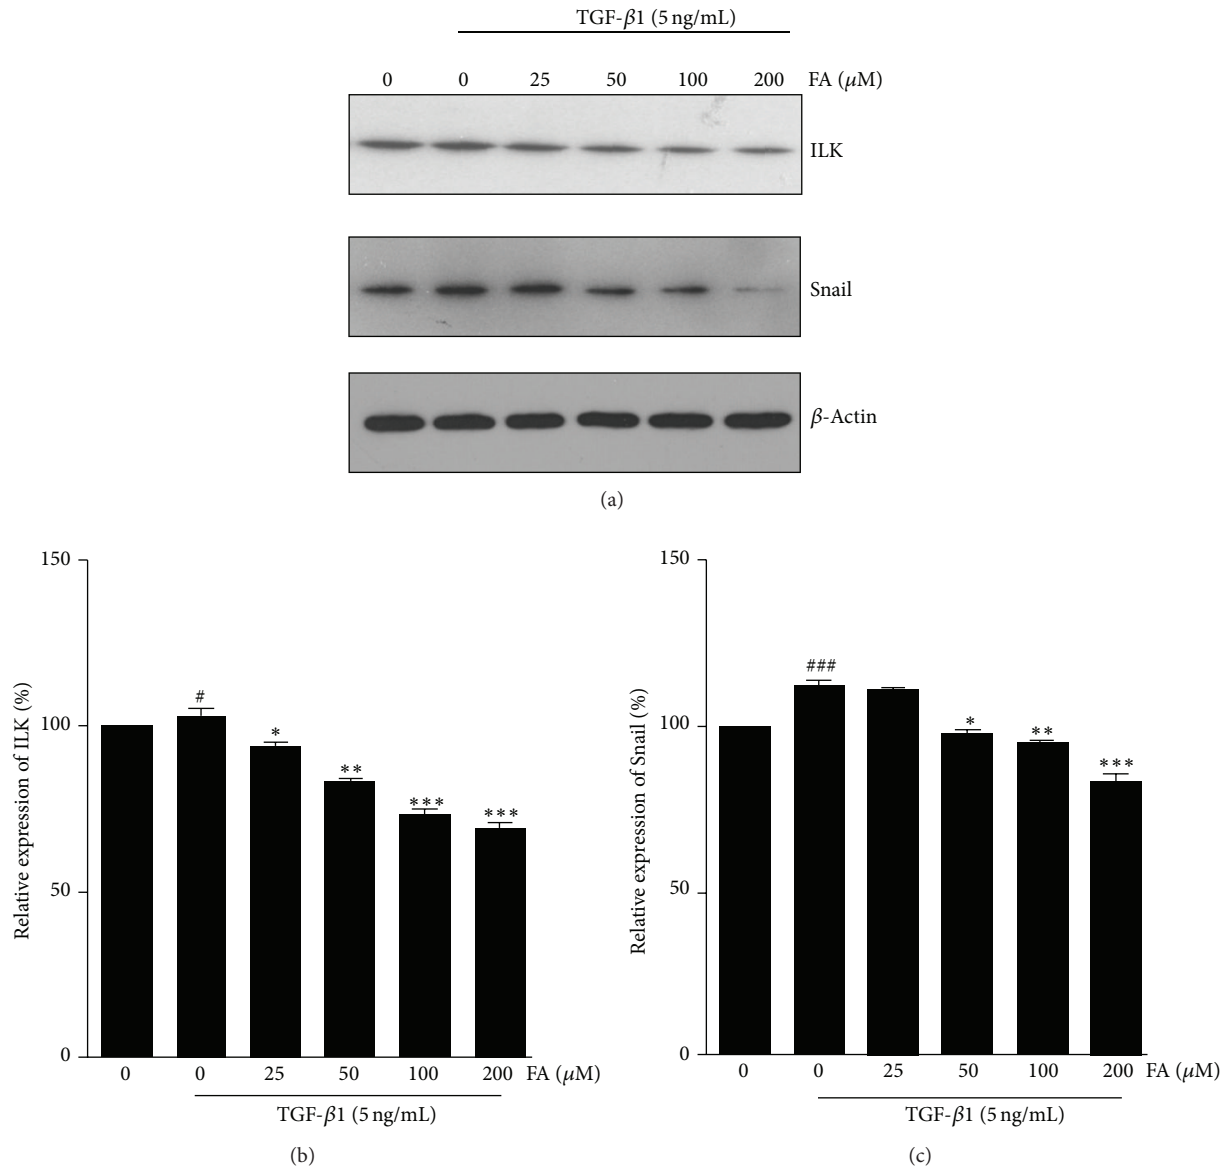 TGF-β1 (5 ng/mL)
0 0 25 50 100 200 FA (μM)
ILK
Snail
β-Actin
(a)
150
100
50
0
Relative expression of ILK (%)
#
*
**
***
***
0 0 25 50 100 200 FA (μM)
TGF-β1 (5 ng/mL)
(b)
150
100
50
0
Relative expression of Snail (%)
###
*
**
***
0 0 25 50 100 200 FA (μM)
TGF-β1 (5 ng/mL)
(c)